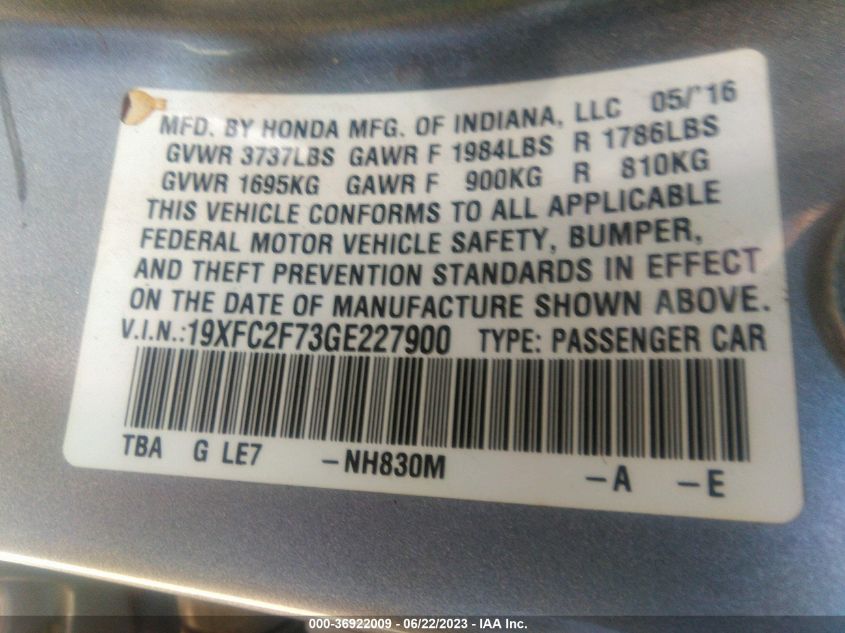 MFD. BY HONDA MFG. OF INDIANA, LLC 05/'16
GVWR 3737LBS GAWR F 1984LBS R 1786LBS
GVWR 1695KG GAWR F 900KG R 810KG
THIS VEHICLE CONFORMS TO ALL APPLICABLE
FEDERAL MOTOR VEHICLE SAFETY, BUMPER,
AND THEFT PREVENTION STANDARDS IN EFFECT
ON THE DATE OF MANUFACTURE SHOWN ABOVE.
V.I.N.:19XFC2F73GE227900 TYPE: PASSENGER CAR
TBA G LE7 -NH830M -A -E
000-36922009 - 06/22/2023 - IAA Inc.